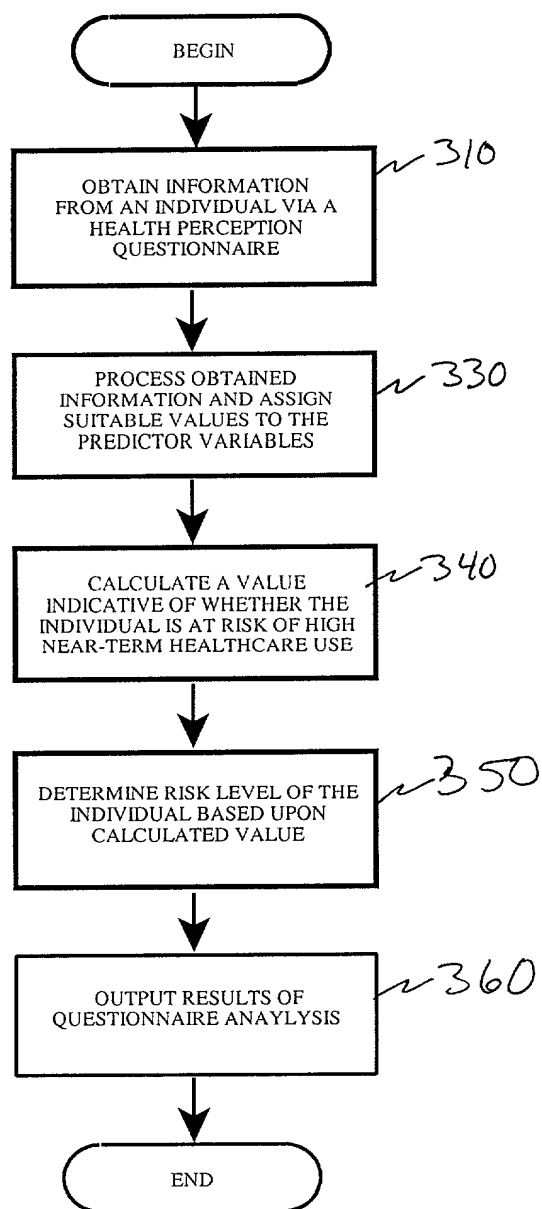 BEGIN
310
OBTAIN INFORMATION
FROM AN INDIVIDUAL VIA A
HEALTH PERCEPTION
QUESTIONNAIRE
330
PROCESS OBTAINED
INFORMATION AND ASSIGN
SUITABLE VALUES TO THE
PREDICTOR VARIABLES
340
CALCULATE A VALUE
INDICATIVE OF WHETHER THE
INDIVIDUAL IS AT RISK OF HIGH
NEAR-TERM HEALTHCARE USE
350
DETERMINE RISK LEVEL OF THE
INDIVIDUAL BASED UPON
CALCULATED VALUE
360
OUTPUT RESULTS OF
QUESTIONNAIRE ANAYLYSIS
END